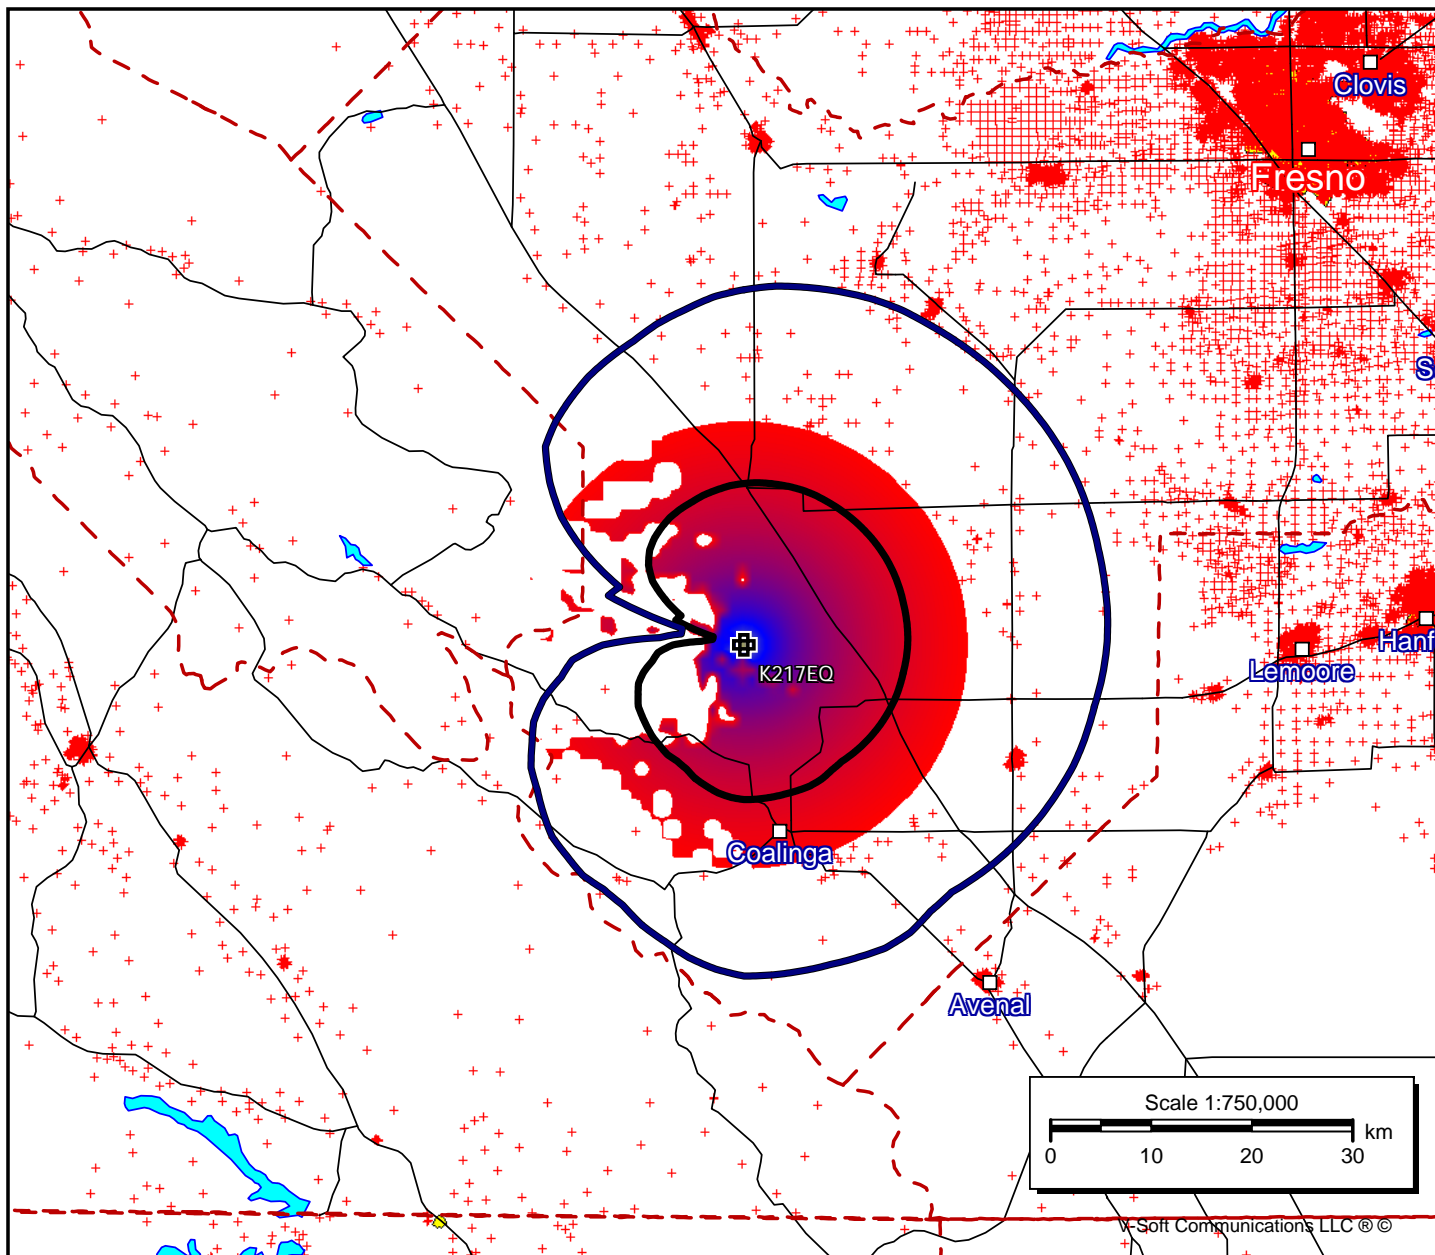 Clovis
Fresno
S
K217EQ
Hanf
Lemoore
Coalinga
Avenal
Scale 1:750,000
km
0 10 20 30
V-Soft Communications LLC ® ©